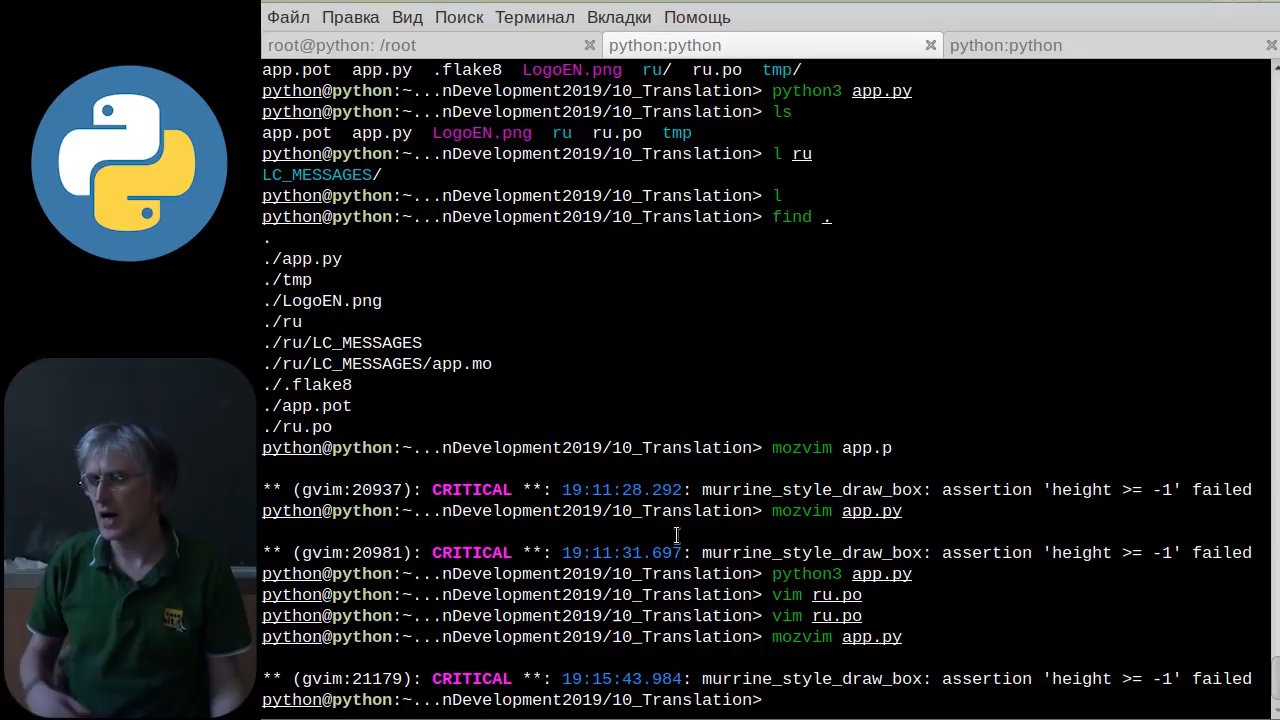 Файл Правка Вид Поиск Терминал Вкладки Помощь
root@python: /root python:python python:python
app.pot app.py .flake8 LogoEN.png ru/ ru.po tmp/
python@python:~...nDevelopment2019/10_Translation> python3 app.py
python@python:~...nDevelopment2019/10_Translation> ls
app.pot app.py LogoEN.png ru ru.po tmp
python@python:~...nDevelopment2019/10_Translation> l ru
LC_MESSAGES/
python@python:~...nDevelopment2019/10_Translation> l
python@python:~...nDevelopment2019/10_Translation> find .
.
./app.py
./tmp
./LogoEN.png
./ru
./ru/LC_MESSAGES
./ru/LC_MESSAGES/app.mo
./.flake8
./app.pot
./ru.po
python@python:~...nDevelopment2019/10_Translation> mozvim app.p
** (gvim:20937): CRITICAL **: 19:11:28.292: murrine_style_draw_box: assertion 'height >= -1' failed
python@python:~...nDevelopment2019/10_Translation> mozvim app.py
** (gvim:20981): CRITICAL **: 19:11:31.697: murrine_style_draw_box: assertion 'height >= -1' failed
python@python:~...nDevelopment2019/10_Translation> python3 app.py
python@python:~...nDevelopment2019/10_Translation> vim ru.po
python@python:~...nDevelopment2019/10_Translation> vim ru.po
python@python:~...nDevelopment2019/10_Translation> mozvim app.py
** (gvim:21179): CRITICAL **: 19:15:43.984: murrine_style_draw_box: assertion 'height >= -1' failed
python@python:~...nDevelopment2019/10_Translation>